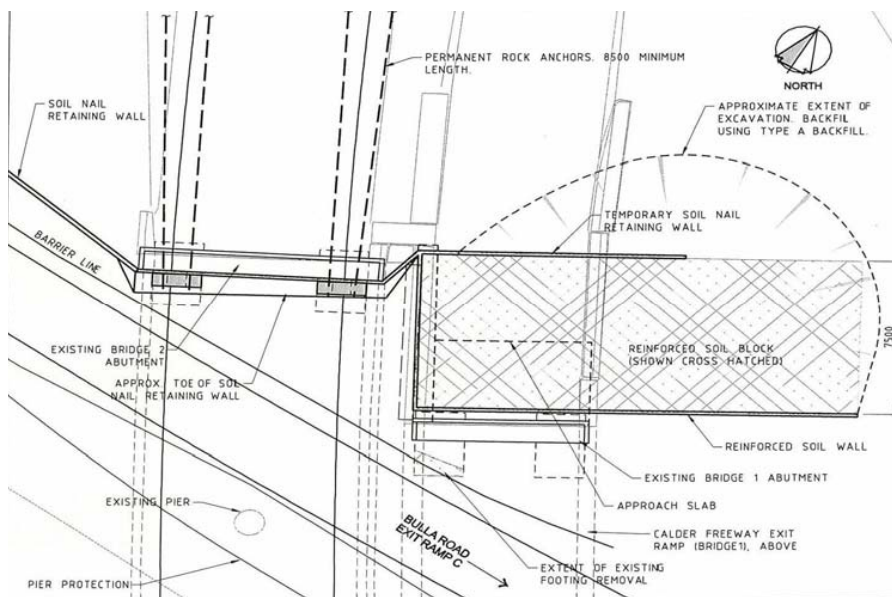 PERMANENT ROCK ANCHORS. 8500 MINIMUM
LENGTH.
NORTH
SOIL NAIL
RETAINING WALL
APPROXIMATE EXTENT OF
EXCAVATION. BACKFIL
USING TYPE A BACKFILL.
TEMPORARY SOIL NAIL
RETAINING WALL
BARRIER LINE
EXISTING BRIDGE 2
ABUTMENT
APPROX. TOE OF SOIL
NAIL RETAINING WALL
REINFORCED SOIL BLOCK
(SHOWN CROSS HATCHED)
7500
REINFORCED SOIL WALL
EXISTING BRIDGE 1 ABUTMENT
APPROACH SLAB
EXISTING PIER
BULLA ROAD
EXIT RAMP C
CALDER FREEWAY EXIT
RAMP (BRIDGE1), ABOVE
EXTENT OF EXISTING
FOOTING REMOVAL
PIER PROTECTION